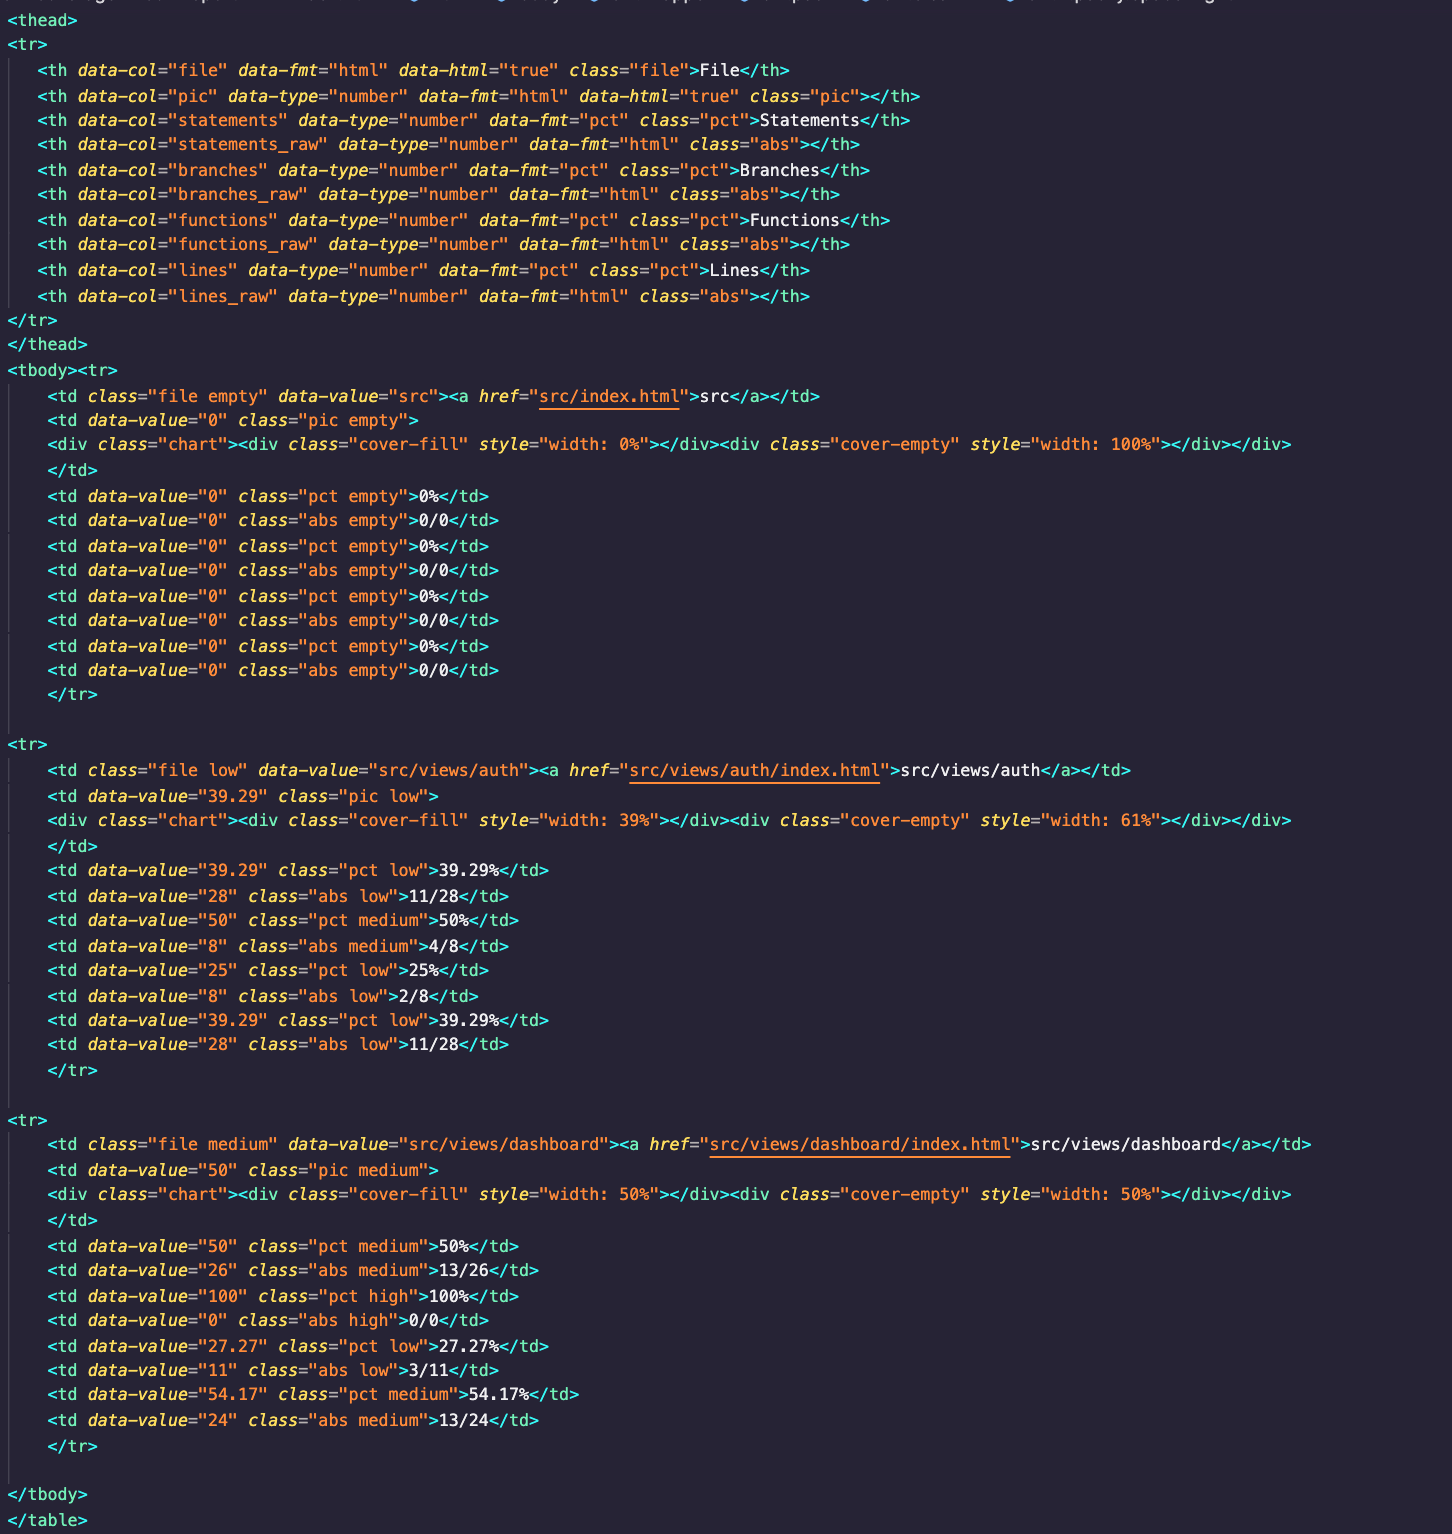 <thead>
<tr>
<th data-col="file" data-fmt="html" data-html="true" class="file">File</th>
<th data-col="pic" data-type="number" data-fmt="html" data-html="true" class="pic"></th>
<th data-col="statements" data-type="number" data-fmt="pct" class="pct">Statements</th>
<th data-col="statements_raw" data-type="number" data-fmt="html" class="abs"></th>
<th data-col="branches" data-type="number" data-fmt="pct" class="pct">Branches</th>
<th data-col="branches_raw" data-type="number" data-fmt="html" class="abs"></th>
<th data-col="functions" data-type="number" data-fmt="pct" class="pct">Functions</th>
<th data-col="functions_raw" data-type="number" data-fmt="html" class="abs"></th>
<th data-col="lines" data-type="number" data-fmt="pct" class="pct">Lines</th>
<th data-col="lines_raw" data-type="number" data-fmt="html" class="abs"></th>
</tr>
</thead>
<tbody><tr>
<td class="file empty" data-value="src"><a href="src/index.html">src</a></td>
<td data-value="0" class="pic empty">
<div class="chart"><div class="cover-fill" style="width: 0%"></div><div class="cover-empty" style="width: 100%"></div></div>
</td>
<td data-value="0" class="pct empty">0%</td>
<td data-value="0" class="abs empty">0/0</td>
<td data-value="0" class="pct empty">0%</td>
<td data-value="0" class="abs empty">0/0</td>
<td data-value="0" class="pct empty">0%</td>
<td data-value="0" class="abs empty">0/0</td>
<td data-value="0" class="pct empty">0%</td>
<td data-value="0" class="abs empty">0/0</td>
</tr>
<tr>
<td class="file low" data-value="src/views/auth"><a href="src/views/auth/index.html">src/views/auth</a></td>
<td data-value="39.29" class="pic low">
<div class="chart"><div class="cover-fill" style="width: 39%"></div><div class="cover-empty" style="width: 61%"></div></div>
</td>
<td data-value="39.29" class="pct low">39.29%</td>
<td data-value="28" class="abs low">11/28</td>
<td data-value="50" class="pct medium">50%</td>
<td data-value="8" class="abs medium">4/8</td>
<td data-value="25" class="pct low">25%</td>
<td data-value="8" class="abs low">2/8</td>
<td data-value="39.29" class="pct low">39.29%</td>
<td data-value="28" class="abs low">11/28</td>
</tr>
<tr>
<td class="file medium" data-value="src/views/dashboard"><a href="src/views/dashboard/index.html">src/views/dashboard</a></td>
<td data-value="50" class="pic medium">
<div class="chart"><div class="cover-fill" style="width: 50%"></div><div class="cover-empty" style="width: 50%"></div></div>
</td>
<td data-value="50" class="pct medium">50%</td>
<td data-value="26" class="abs medium">13/26</td>
<td data-value="100" class="pct high">100%</td>
<td data-value="0" class="abs high">0/0</td>
<td data-value="27.27" class="pct low">27.27%</td>
<td data-value="11" class="abs low">3/11</td>
<td data-value="54.17" class="pct medium">54.17%</td>
<td data-value="24" class="abs medium">13/24</td>
</tr>
</tbody>
</table>